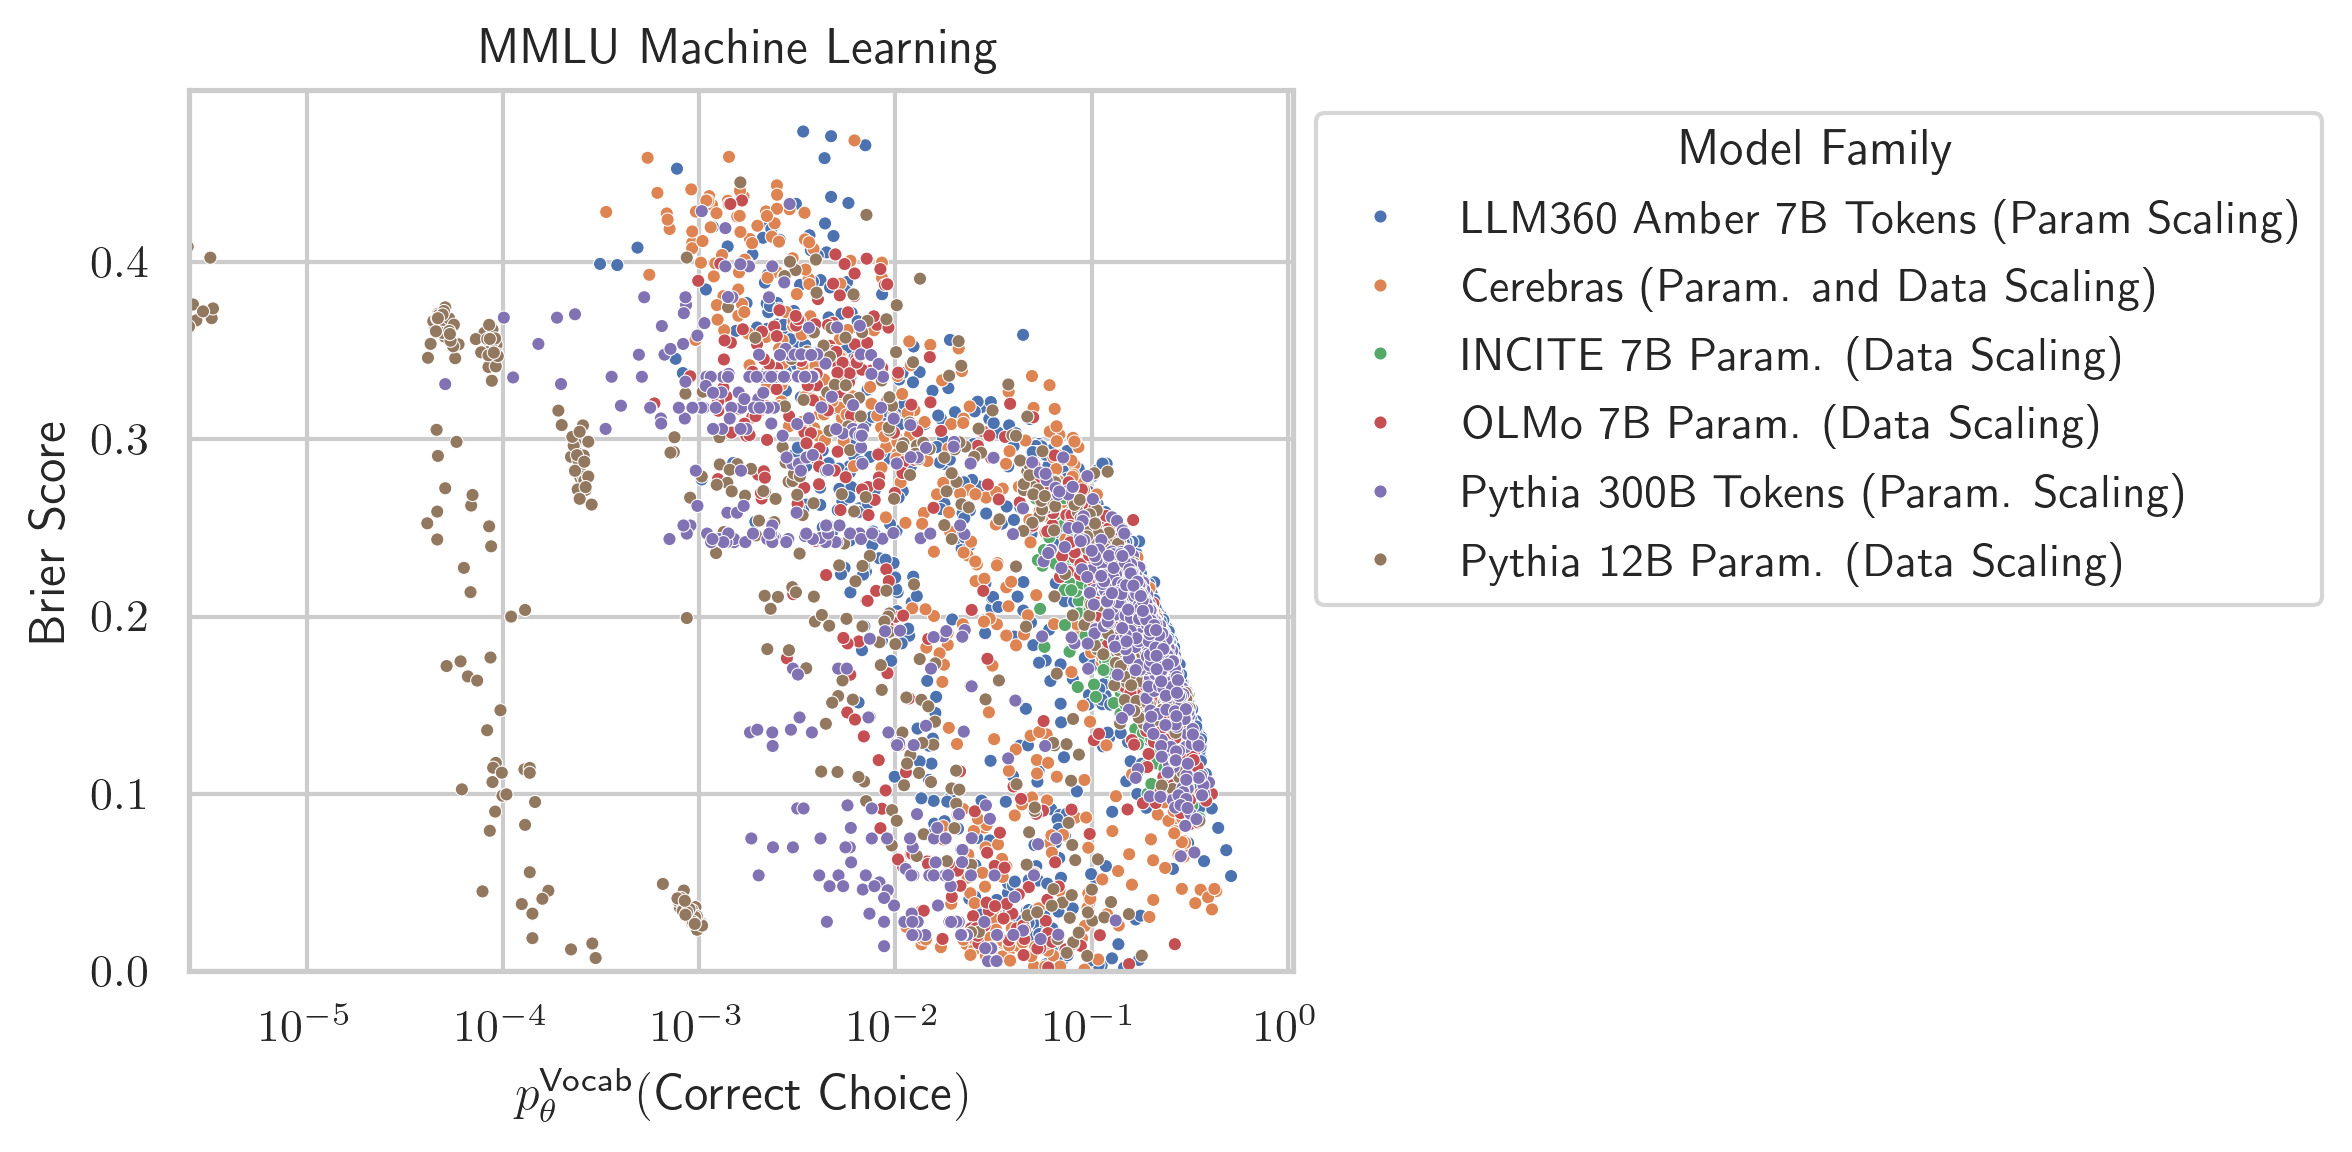 MMLU Machine Learning
Model Family
LLM360 Amber 7B Tokens (Param Scaling)
Cerebras (Param. and Data Scaling)
INCITE 7B Param. (Data Scaling)
OLMo 7B Param. (Data Scaling)
Pythia 300B Tokens (Param. Scaling)
Pythia 12B Param. (Data Scaling)
Brier Score
0.4
0.3
0.2
0.1
0.0
10⁻⁵ 10⁻⁴ 10⁻³ 10⁻² 10⁻¹ 10⁰
p_θ^Vocab(Correct Choice)